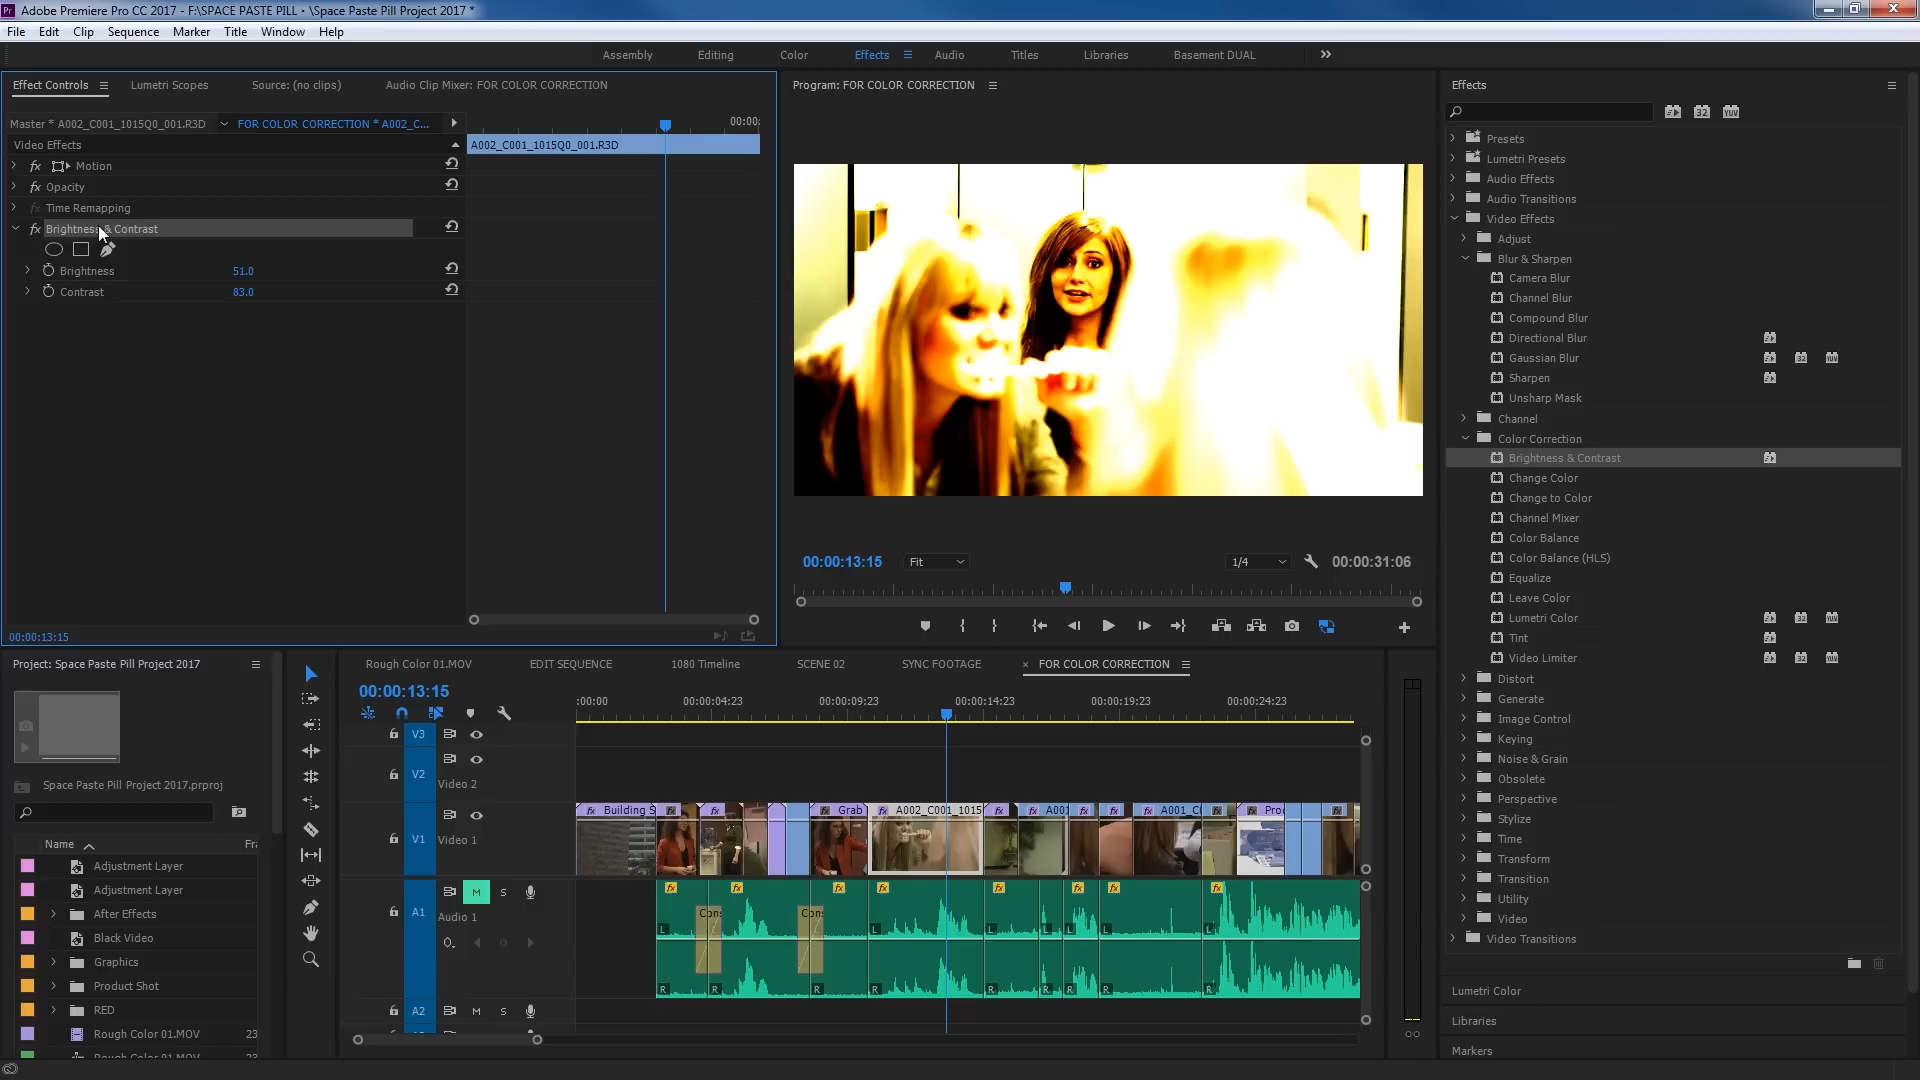 Adobe Premiere Pro CC 2017 - F:\SPACE PASTE PILL - \Space Paste Pill Project 2017 *
File Edit Clip Sequence Marker Title Window Help
Assembly Editing Color Effects Audio Titles Libraries Basement DUAL
Effect Controls Lumetri Scopes Source: (no clips) Audio Clip Mixer: FOR COLOR CORRECTION
Master * A002_C001_1015Q0_001.R3D FOR COLOR CORRECTION * A002_C...
00:00:
Video Effects
A002_C001_1015Q0_001.R3D
fx Motion
fx Opacity
fx Time Remapping
fx Brightness & Contrast
Brightness 51.0
Contrast 83.0
00:00:13:15
Program: FOR COLOR CORRECTION
00:00:13:15 Fit 1/4 00:00:31:06
Effects
Presets
Lumetri Presets
Audio Effects
Audio Transitions
Video Effects
Adjust
Blur & Sharpen
Camera Blur
Channel Blur
Compound Blur
Directional Blur
Gaussian Blur
Sharpen
Unsharp Mask
Channel
Color Correction
Brightness & Contrast
Change Color
Change to Color
Channel Mixer
Color Balance
Color Balance (HLS)
Equalize
Leave Color
Lumetri Color
Tint
Video Limiter
Distort
Generate
Image Control
Keying
Noise & Grain
Obsolete
Perspective
Stylize
Time
Transform
Transition
Utility
Video
Video Transitions
Lumetri Color
Libraries
Markers
Project: Space Paste Pill Project 2017
Space Paste Pill Project 2017.prproj
Name Fr
Adjustment Layer
Adjustment Layer
After Effects
Black Video
Graphics
Product Shot
RED
Rough Color 01.MOV 23
Rough Color 01.MOV 23
Rough Color 01.MOV EDIT SEQUENCE 1080 Timeline SCENE 02 SYNC FOOTAGE × FOR COLOR CORRECTION
00:00:13:15
:00:00 00:00:04:23 00:00:09:23 00:00:14:23 00:00:19:23 00:00:24:23
V3
V2
Video 2
V1
Video 1
Building S Grab A002_C001_1015 A001 A001_C Pro
A1 M S
Audio 1
Cons Cons
L L L L L L L
R R R R R R R R
A2 M S